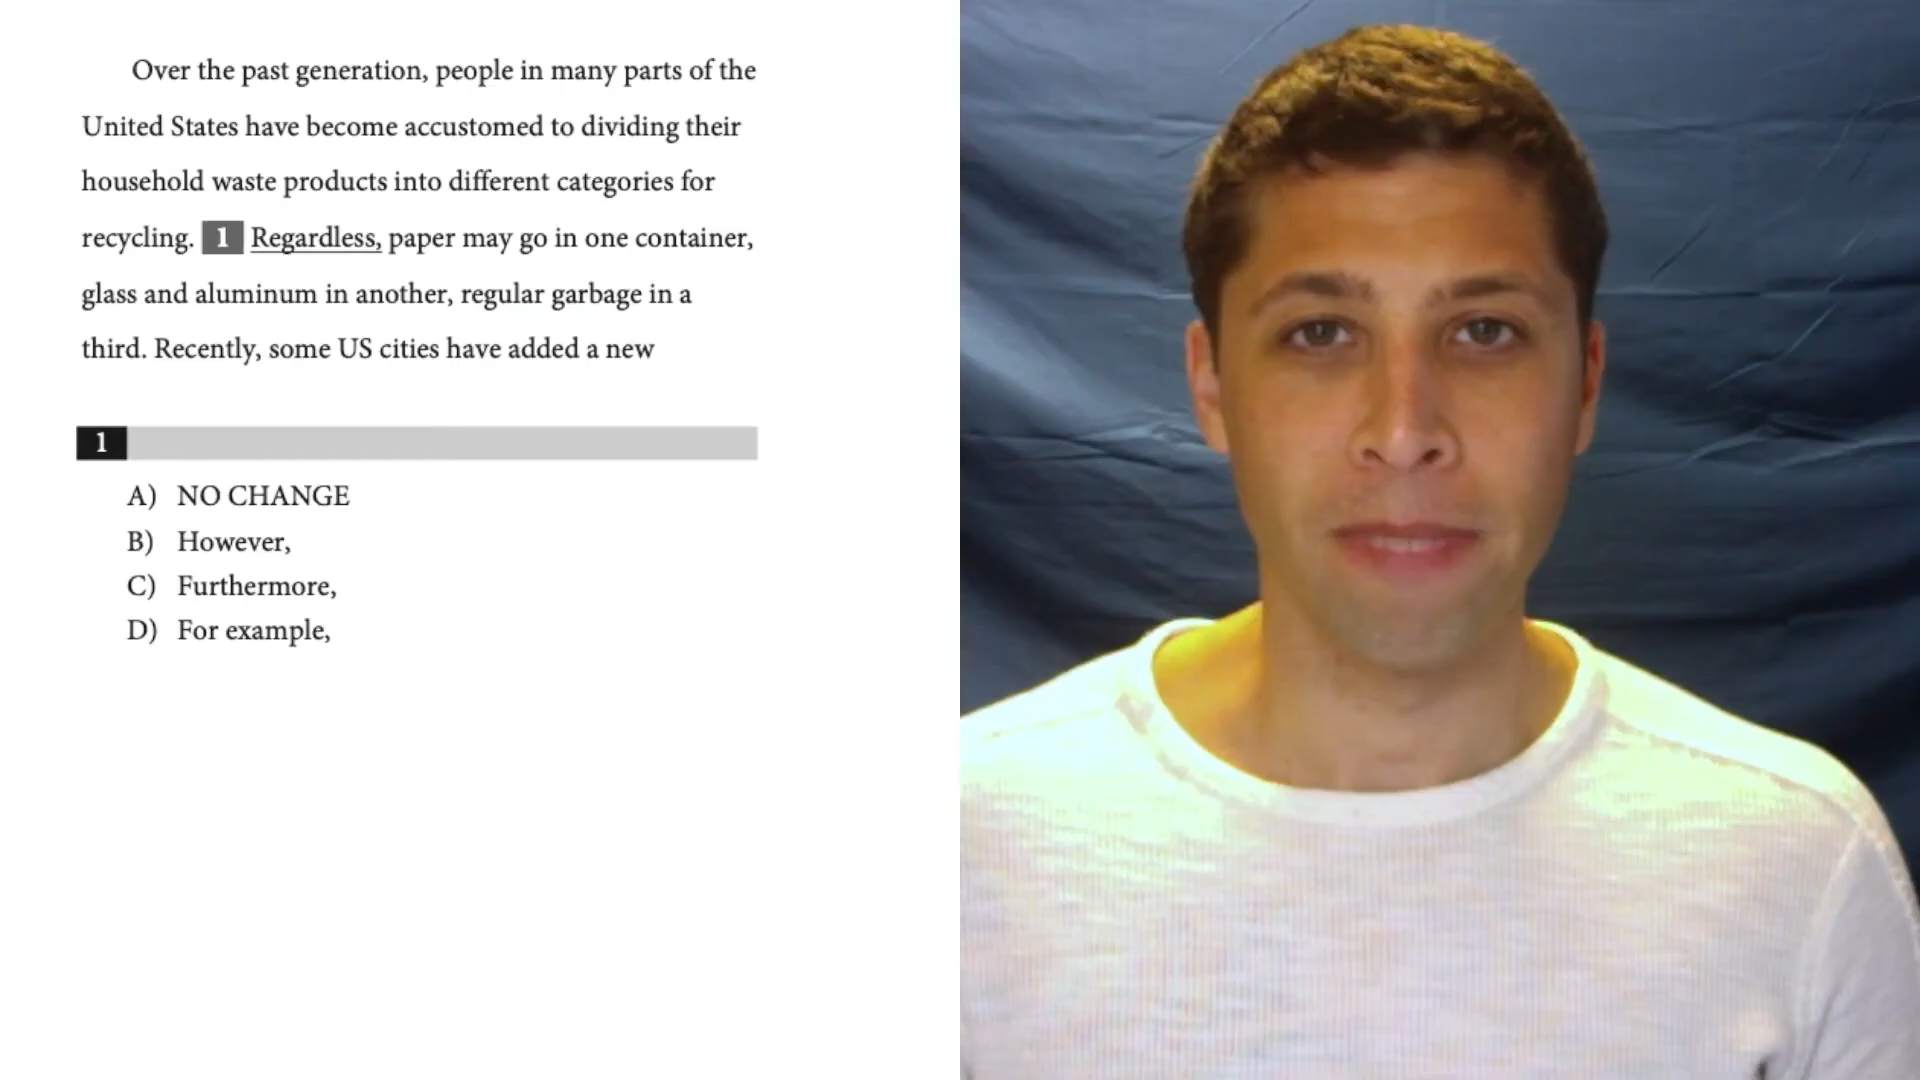 Over the past generation, people in many parts of the
United States have become accustomed to dividing their
household waste products into different categories for
recycling. 1 Regardless, paper may go in one container,
glass and aluminum in another, regular garbage in a
third. Recently, some US cities have added a new
1
A) NO CHANGE
B) However,
C) Furthermore,
D) For example,